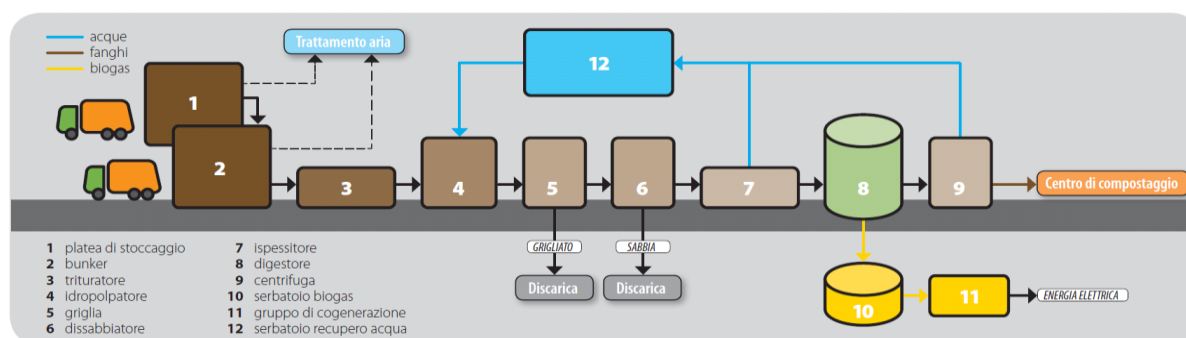 acque
fanghi
biogas
Trattamento aria
12
1
2
3
4
5
6
7
8
9
Centro di compostaggio
GRIGLIATO
SABBIA
Discarica
Discarica
10
11
ENERGIA ELETTRICA
1 platea di stoccaggio
2 bunker
3 trituratore
4 idropolpatore
5 griglia
6 dissabbiatore
7 ispessitore
8 digestore
9 centrifuga
10 serbatoio biogas
11 gruppo di cogenerazione
12 serbatoio recupero acqua